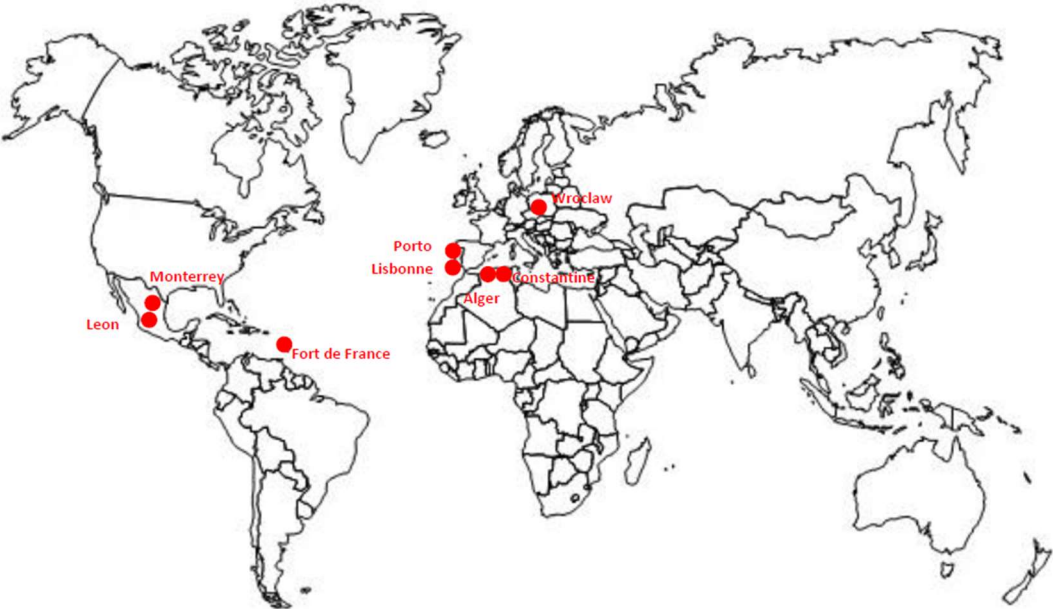 Wroclaw
Porto
Lisbonne
Constantine
Monterrey
Alger
Leon
Fort de France